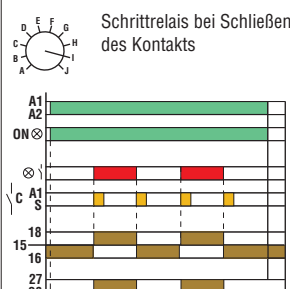 Schrittrelais bei Schließen
des Kontakts
D E F G
C H
B I
A J
A1
A2
ON
C A1
S
18
15
16
27